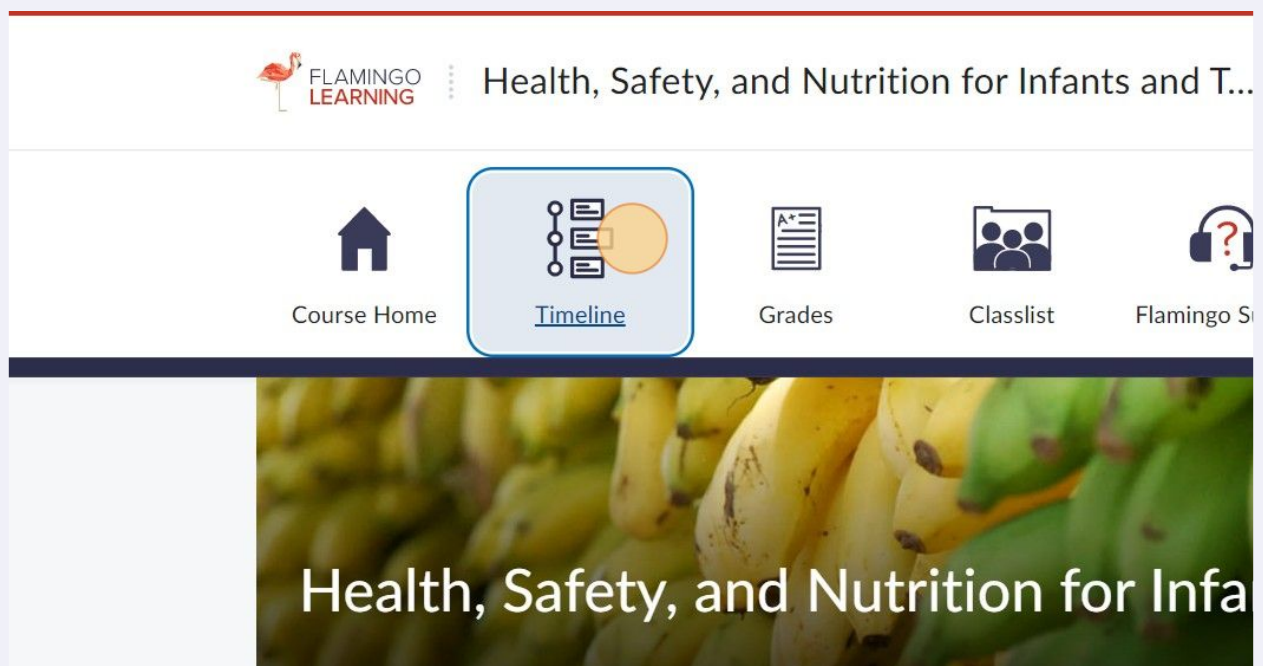 FLAMINGO
LEARNING
Health, Safety, and Nutrition for Infants and T...
A+
?
Course Home
Timeline
Grades
Classlist
Flamingo Su
Health, Safety, and Nutrition for Infa